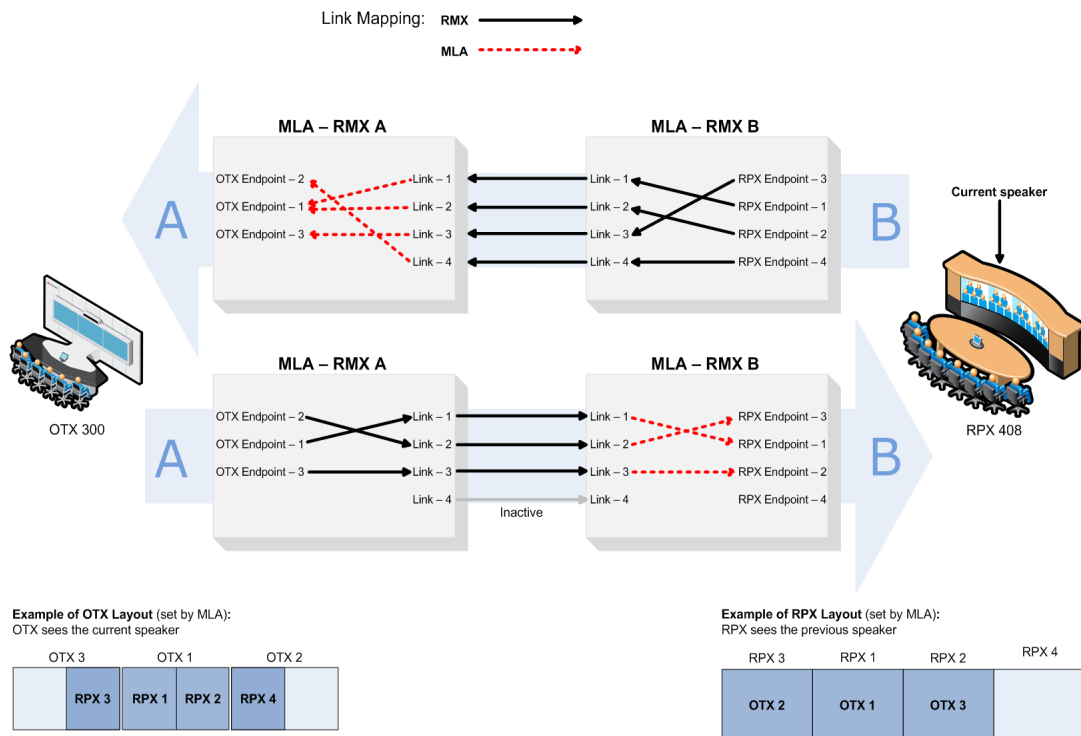 Link Mapping: RMX
MLA
MLA – RMX A
MLA – RMX B
OTX Endpoint – 2
Link – 1
Link – 1
RPX Endpoint – 3
OTX Endpoint – 1
Link – 2
Link – 2
RPX Endpoint – 1
OTX Endpoint – 3
Link – 3
Link – 3
RPX Endpoint – 2
Link – 4
Link – 4
RPX Endpoint – 4
A
B
Current speaker
OTX 300
RPX 408
MLA – RMX A
MLA – RMX B
OTX Endpoint – 2
Link – 1
Link – 1
RPX Endpoint – 3
OTX Endpoint – 1
Link – 2
Link – 2
RPX Endpoint – 1
OTX Endpoint – 3
Link – 3
Link – 3
RPX Endpoint – 2
Link – 4
Inactive
Link – 4
RPX Endpoint – 4
A
B
Example of OTX Layout (set by MLA):
OTX sees the current speaker
OTX 3
OTX 1
OTX 2
RPX 3
RPX 1
RPX 2
RPX 4
Example of RPX Layout (set by MLA):
RPX sees the previous speaker
RPX 3
RPX 1
RPX 2
RPX 4
OTX 2
OTX 1
OTX 3